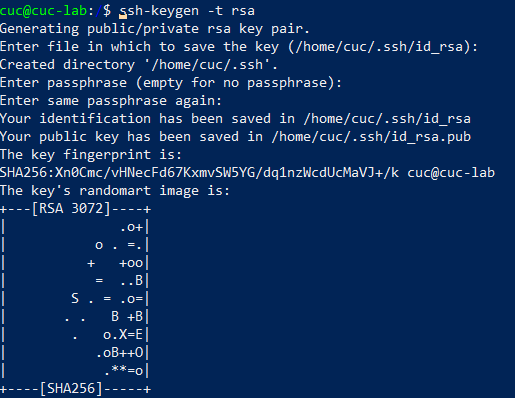 cuc@cuc-lab: $ ssh-keygen -t rsa
Generating public/private rsa key pair.
Enter file in which to save the key (/home/cuc/.ssh/id_rsa):
Created directory '/home/cuc/.ssh'.
Enter passphrase (empty for no passphrase):
Enter same passphrase again:
Your identification has been saved in /home/cuc/.ssh/id_rsa
Your public key has been saved in /home/cuc/.ssh/id_rsa.pub
The key fingerprint is:
SHA256:Xn0Cmc/vHNecFd67KxmvSW5YG/dq1nzWcdUcMaVJ+/k cuc@cuc-lab
The key's randomart image is:
+---[RSA 3072]----+
|              .o+|
|           o . =.|
|          +   +oo|
|           =  ..B|
|        S . = .o=|
|       . .   B +B|
|        .   o.X=E|
|           .oB++O|
|            .**=o|
+----[SHA256]-----+